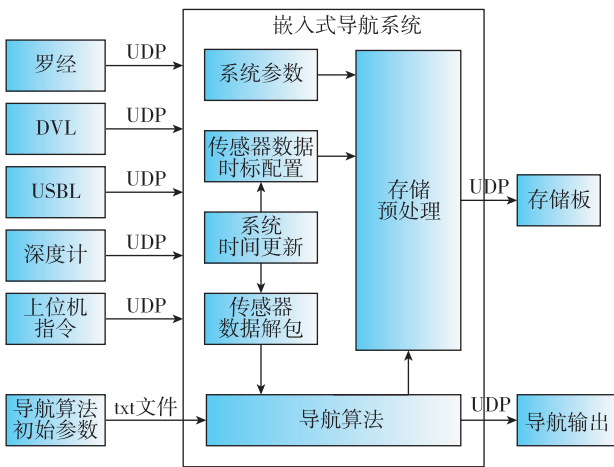 嵌入式导航系统
罗经
UDP
DVL
UDP
USBL
UDP
深度计
UDP
上位机
指令
UDP
导航算法
初始参数
txt文件
系统参数
传感器数据
时标配置
系统
时间更新
传感器
数据解包
导航算法
存储
预处理
UDP
存储板
UDP
导航输出